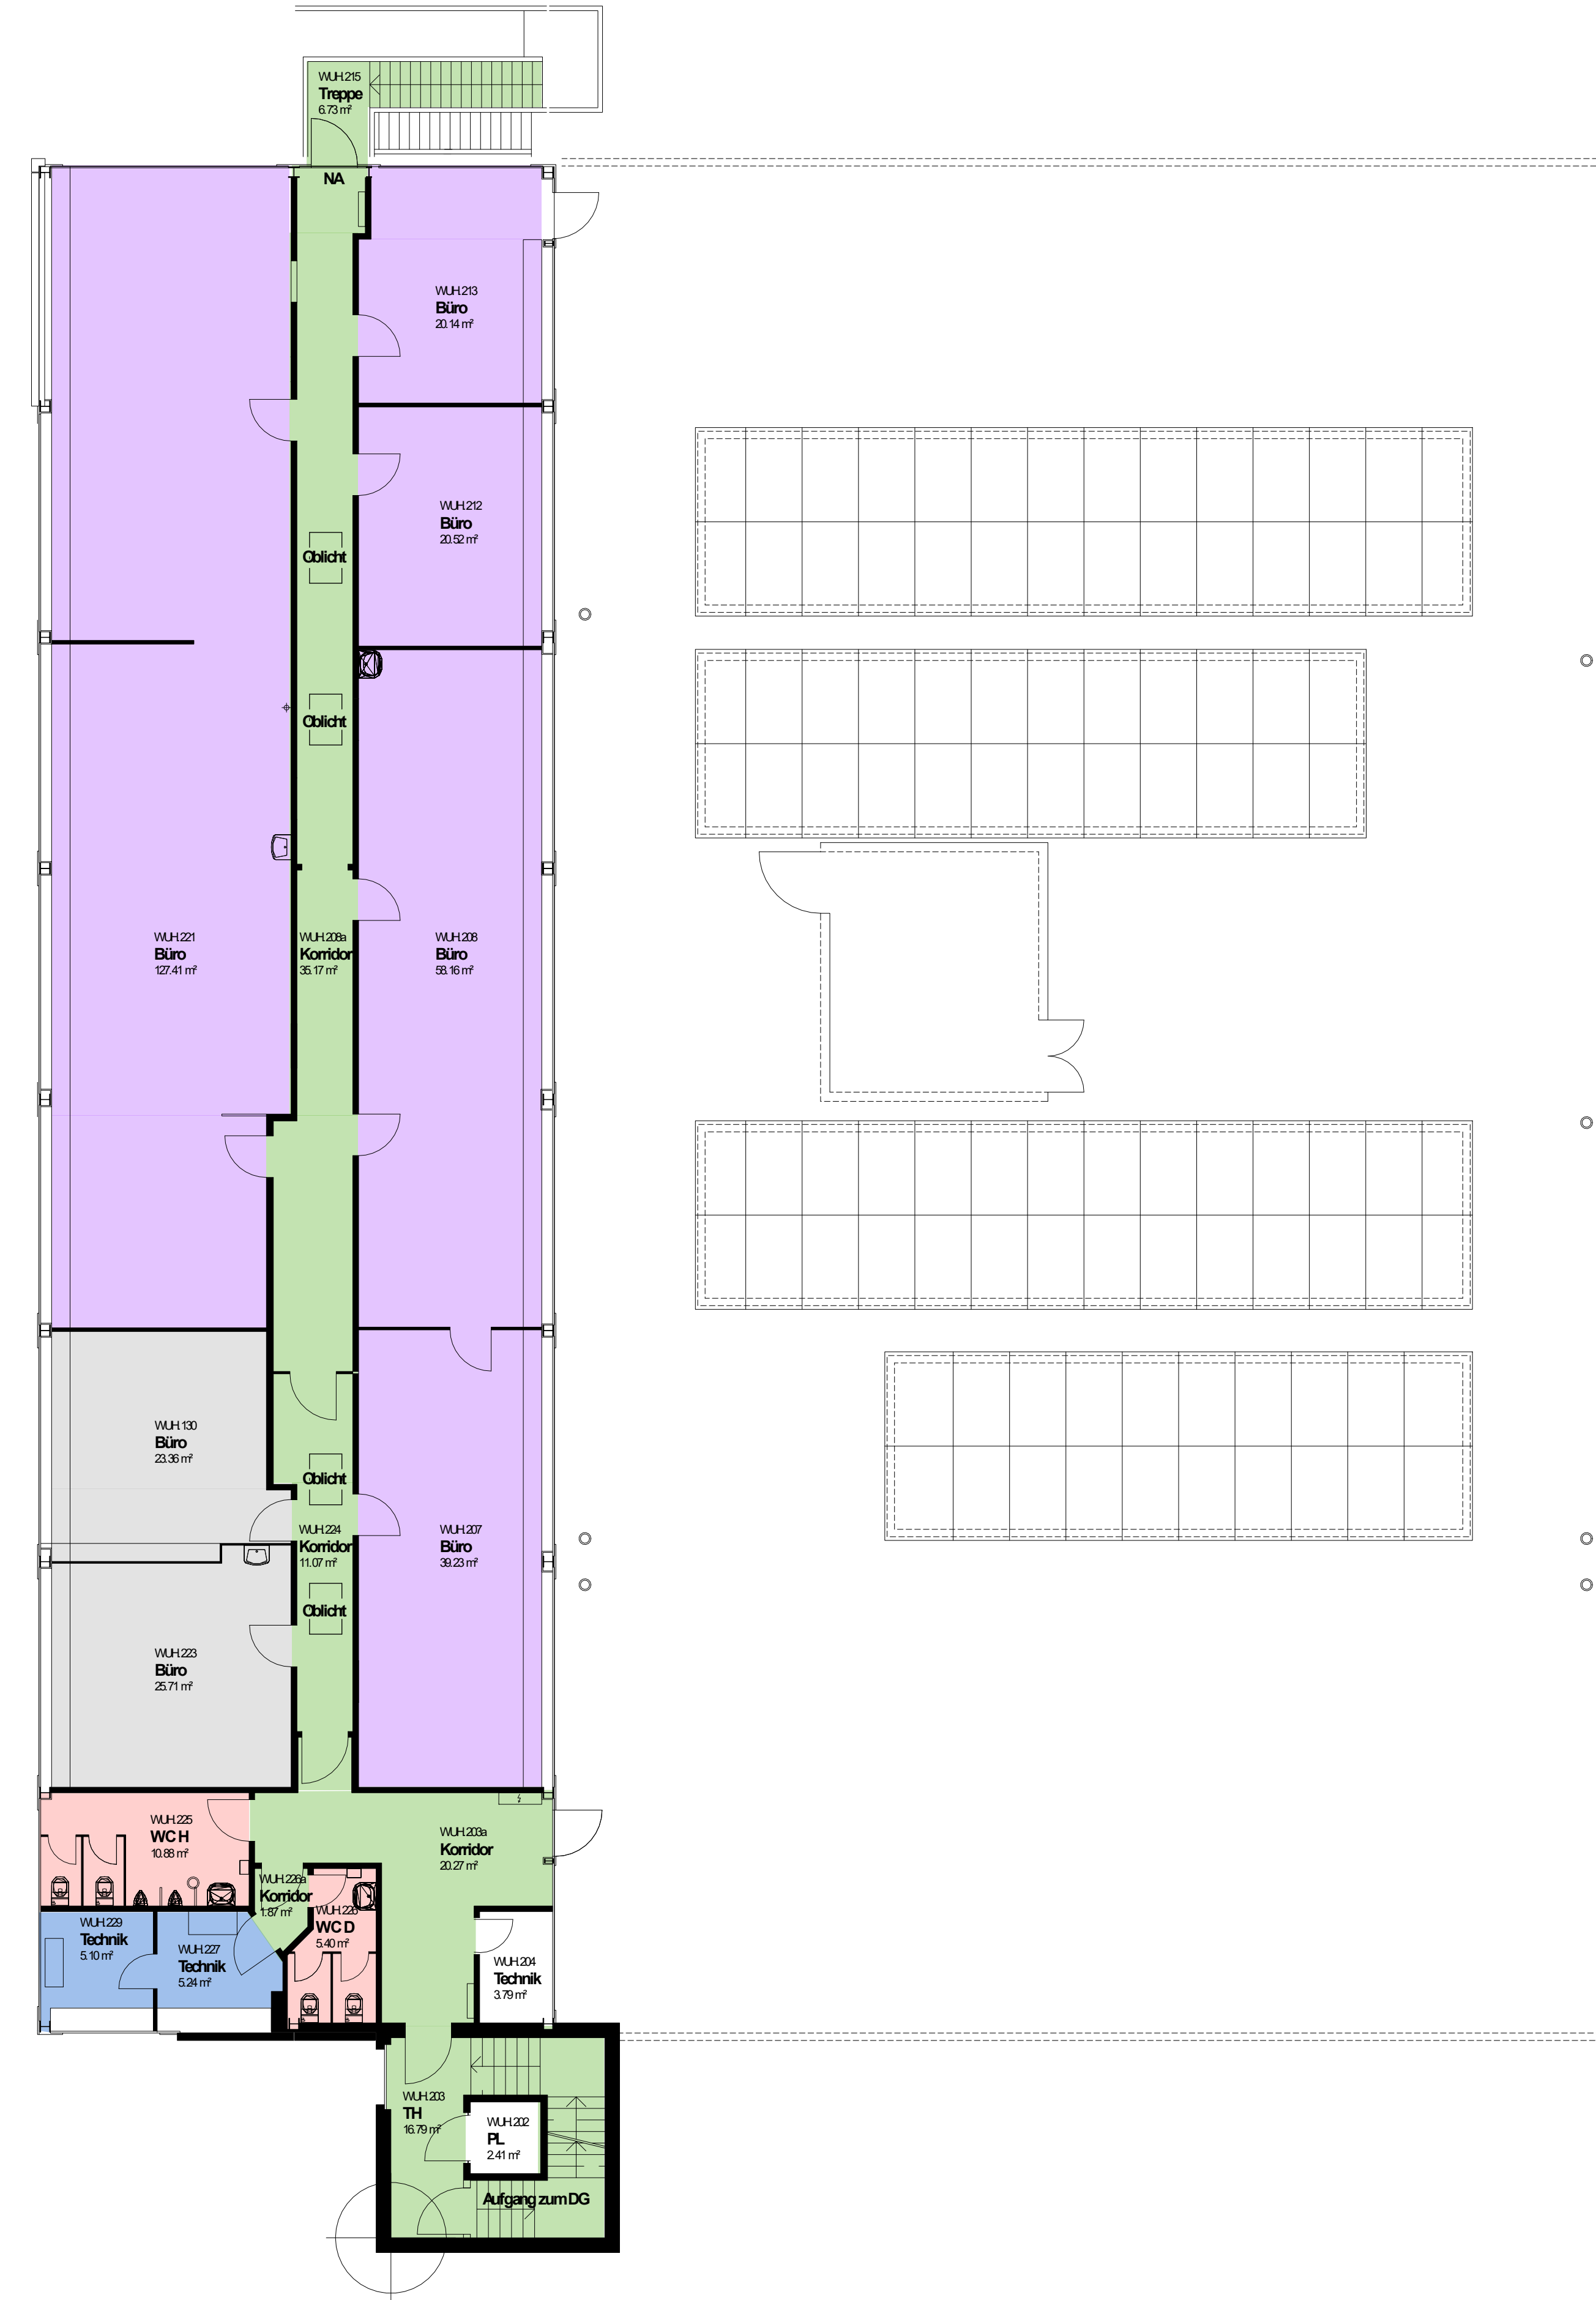 WUH.215
Treppe
6.73 m²
NA
WUH.213
Büro
20.14 m²
WUH.212
Büro
20.52 m²
Oblicht
Oblicht
WUH.221
Büro
127.41 m²
WUH.208a
Korridor
35.17 m²
WUH.208
Büro
58.16 m²
WUH.130
Büro
23.36 m²
Oblicht
WUH.224
Korridor
11.07 m²
WUH.207
Büro
39.23 m²
Oblicht
WUH.223
Büro
25.71 m²
WUH.225
WC H
10.88 m²
WUH.203a
Korridor
20.27 m²
WUH.226a
Korridor
1.87 m²
WUH.226
WC D
5.40 m²
WUH.229
Technik
5.10 m²
WUH.227
Technik
5.24 m²
WUH.204
Technik
3.79 m²
WUH.203
TH
16.79 m²
WUH.202
PL
2.41 m²
Aufgang zum DG